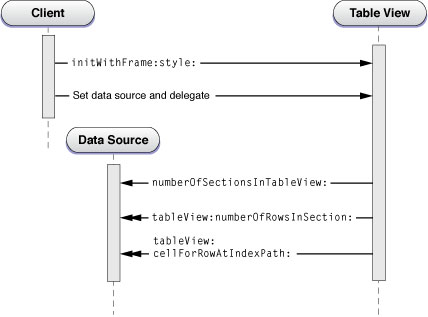 Client
Table View
initWithFrame:style:
Set data source and delegate
Data Source
numberOfSectionsInTableView:
tableView:numberOfRowsInSection:
tableView:
cellForRowAtIndexPath: